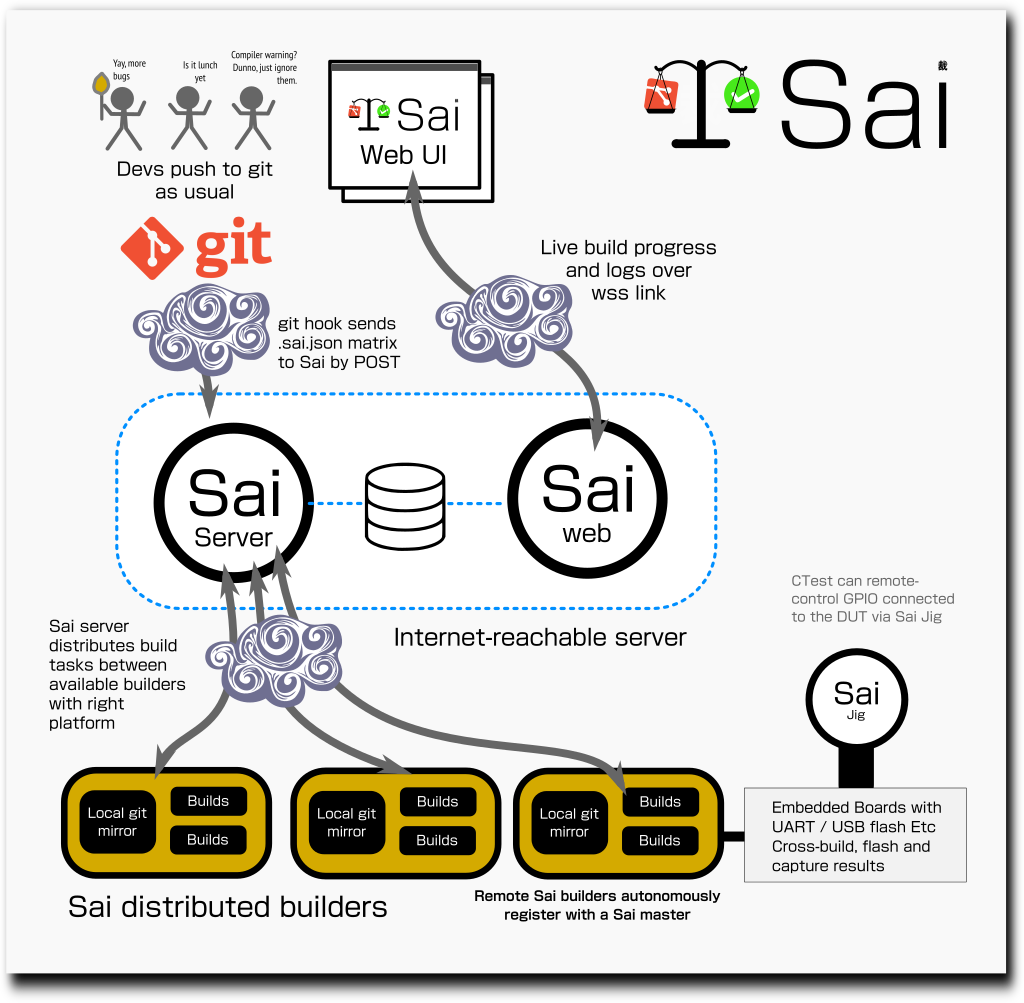 Yay, more
bugs
Is it lunch
yet
Compiler warning?
Dunno, just ignore
them.
Devs push to git
as usual
git
Sai
Web UI
Sai
裁
Live build progress
and logs over
wss link
git hook sends
.sai.json matrix
to Sai by POST
Sai
Server
Sai
web
Internet-reachable server
Sai server
distributes build
tasks between
available builders
with right
platform
CTest can remote-
control GPIO connected
to the DUT via Sai Jig
Sai
Jig
Local git
mirror
Builds
Builds
Local git
mirror
Builds
Builds
Local git
mirror
Builds
Builds
Embedded Boards with
UART / USB flash Etc
Cross-build, flash and
capture results
Sai distributed builders
Remote Sai builders autonomously
register with a Sai master